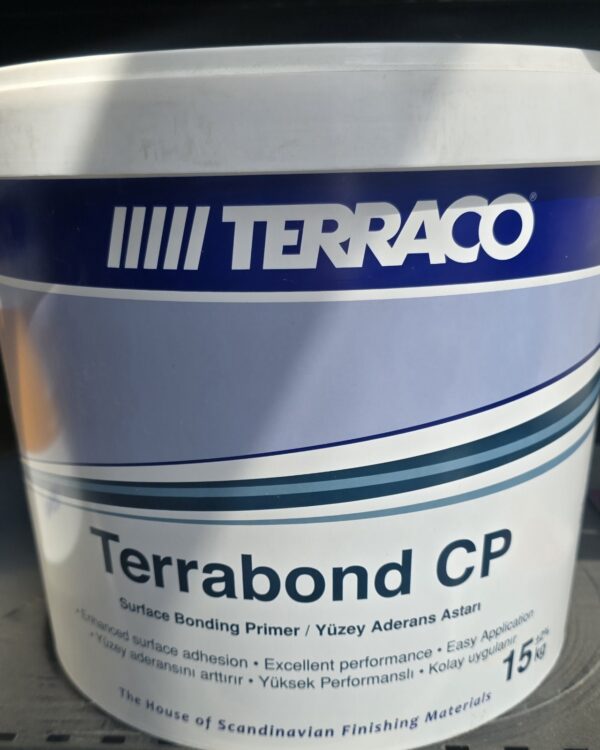 TERRACO®
Terrabond CP
Surface Bonding Primer / Yüzey Aderans Astarı
• Enhanced surface adhesion • Excellent performance • Easy Application
• Yüzey aderansını arttırır • Yüksek Performanslı • Kolay uygulanır
15 ±2% kg
The House of Scandinavian Finishing Materials